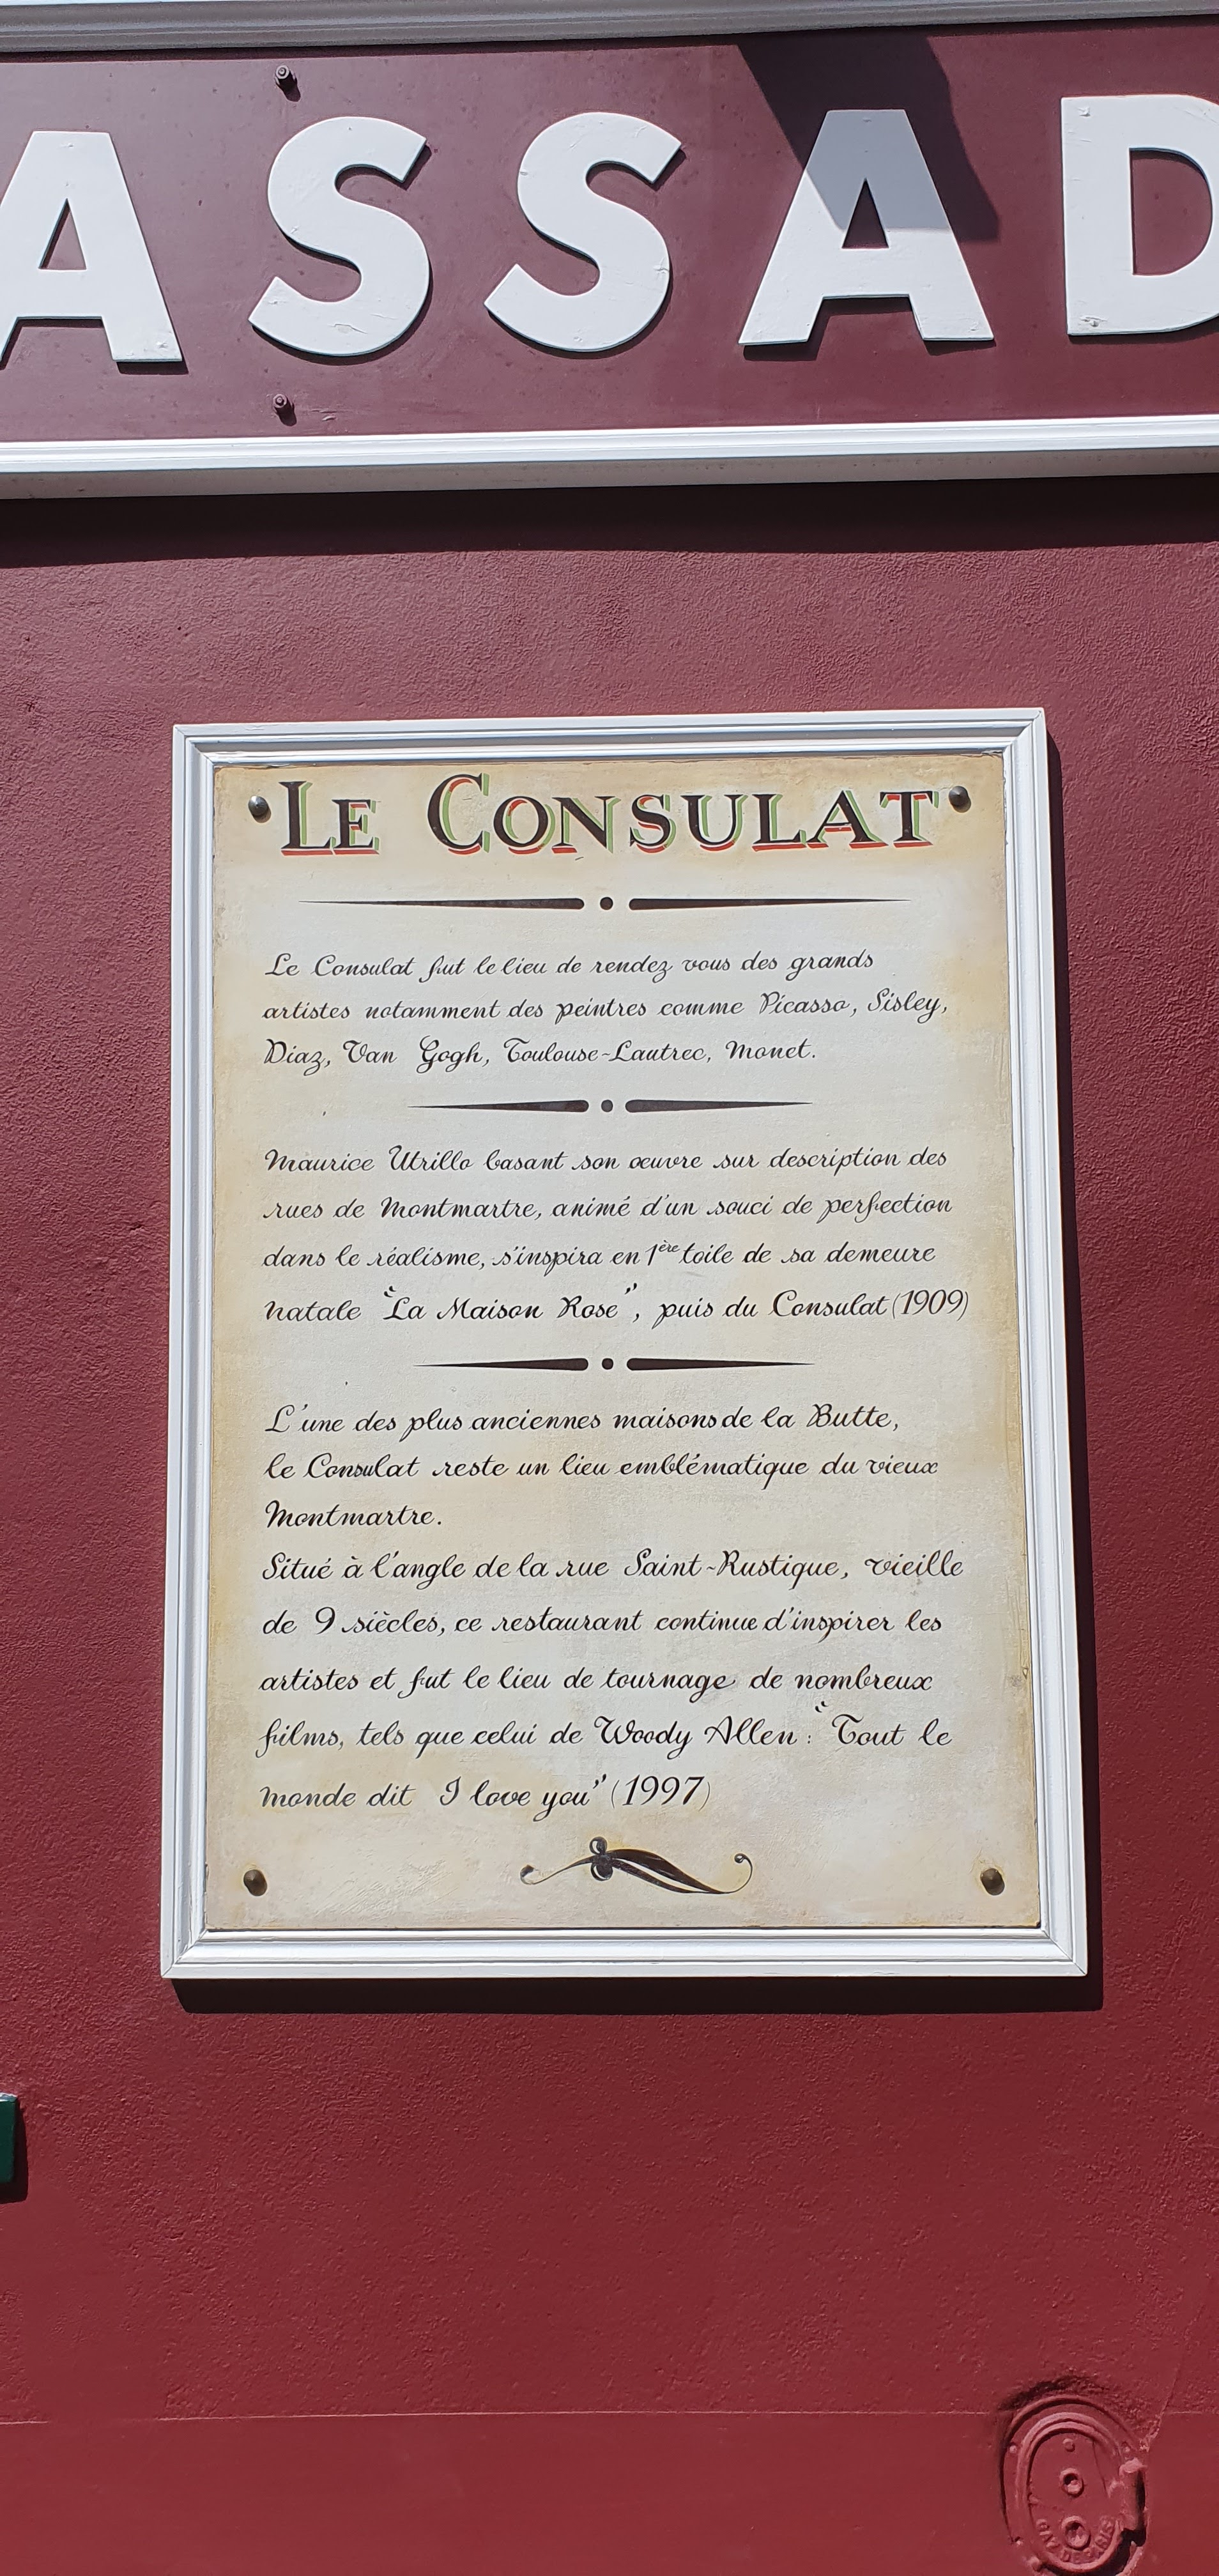 ASSAD
LE CONSULAT
Le Consulat fut le lieu de rendez vous des grands
artistes notamment des peintres comme Picasso, Sisley,
Diaz, Van Gogh, Toulouse-Lautrec, Monet.
Maurice Utrillo basant son œuvre sur description des
rues de Montmartre, animé d'un souci de perfection
dans le réalisme, s'inspira en 1ère toile de sa demeure
natale "La Maison Rose", puis du Consulat (1909)
L'une des plus anciennes maisons de la Butte,
le Consulat reste un lieu emblématique du vieux
Montmartre.
Situé à l'angle de la rue Saint-Rustique, vieille
de 9 siècles, ce restaurant continue d'inspirer les
artistes et fut le lieu de tournage de nombreux
films, tels que celui de Woody Allen : "Tout le
monde dit I love you" (1997)
GAZ DE PARIS